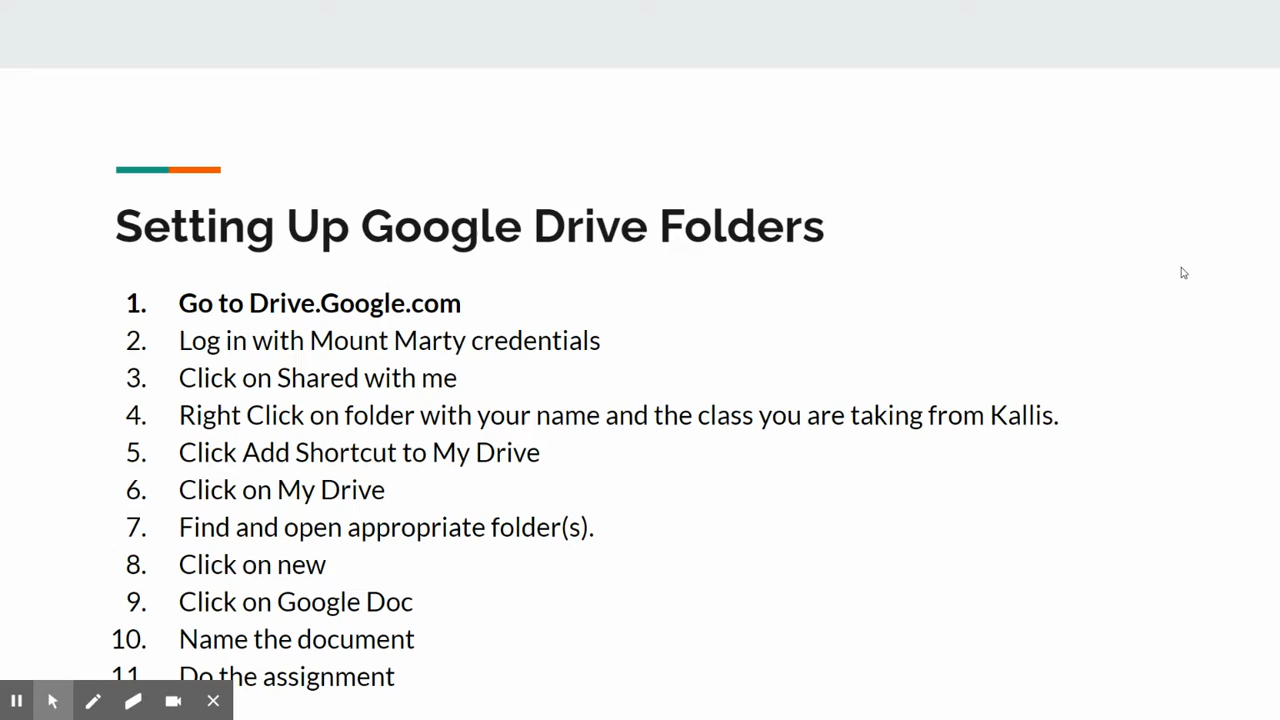 Setting Up Google Drive Folders
1. Go to Drive.Google.com
2. Log in with Mount Marty credentials
3. Click on Shared with me
4. Right Click on folder with your name and the class you are taking from Kallis.
5. Click Add Shortcut to My Drive
6. Click on My Drive
7. Find and open appropriate folder(s).
8. Click on new
9. Click on Google Doc
10. Name the document
11. Do the assignment